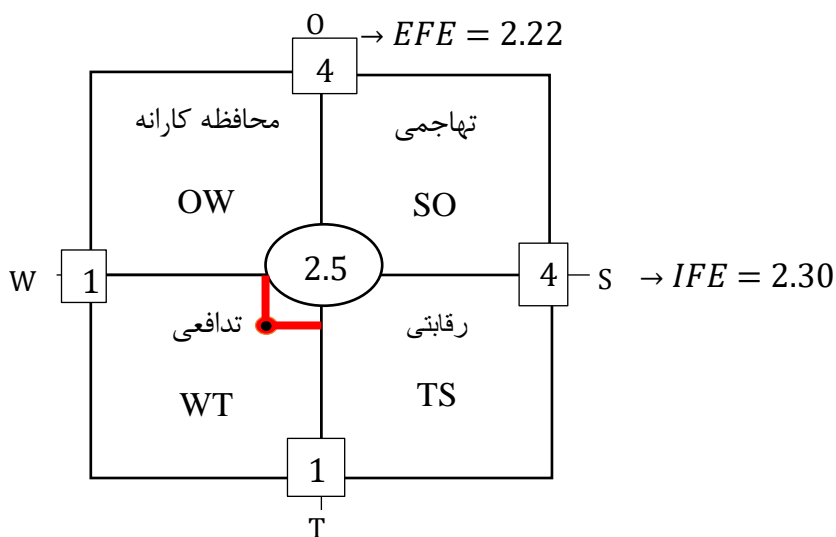 O
→ EFE = 2.22
4
محافظه کارانه
تهاجمی
OW
SO
W
1
2.5
4
S
→ IFE = 2.30
تدافعی
رقابتی
WT
TS
1
T